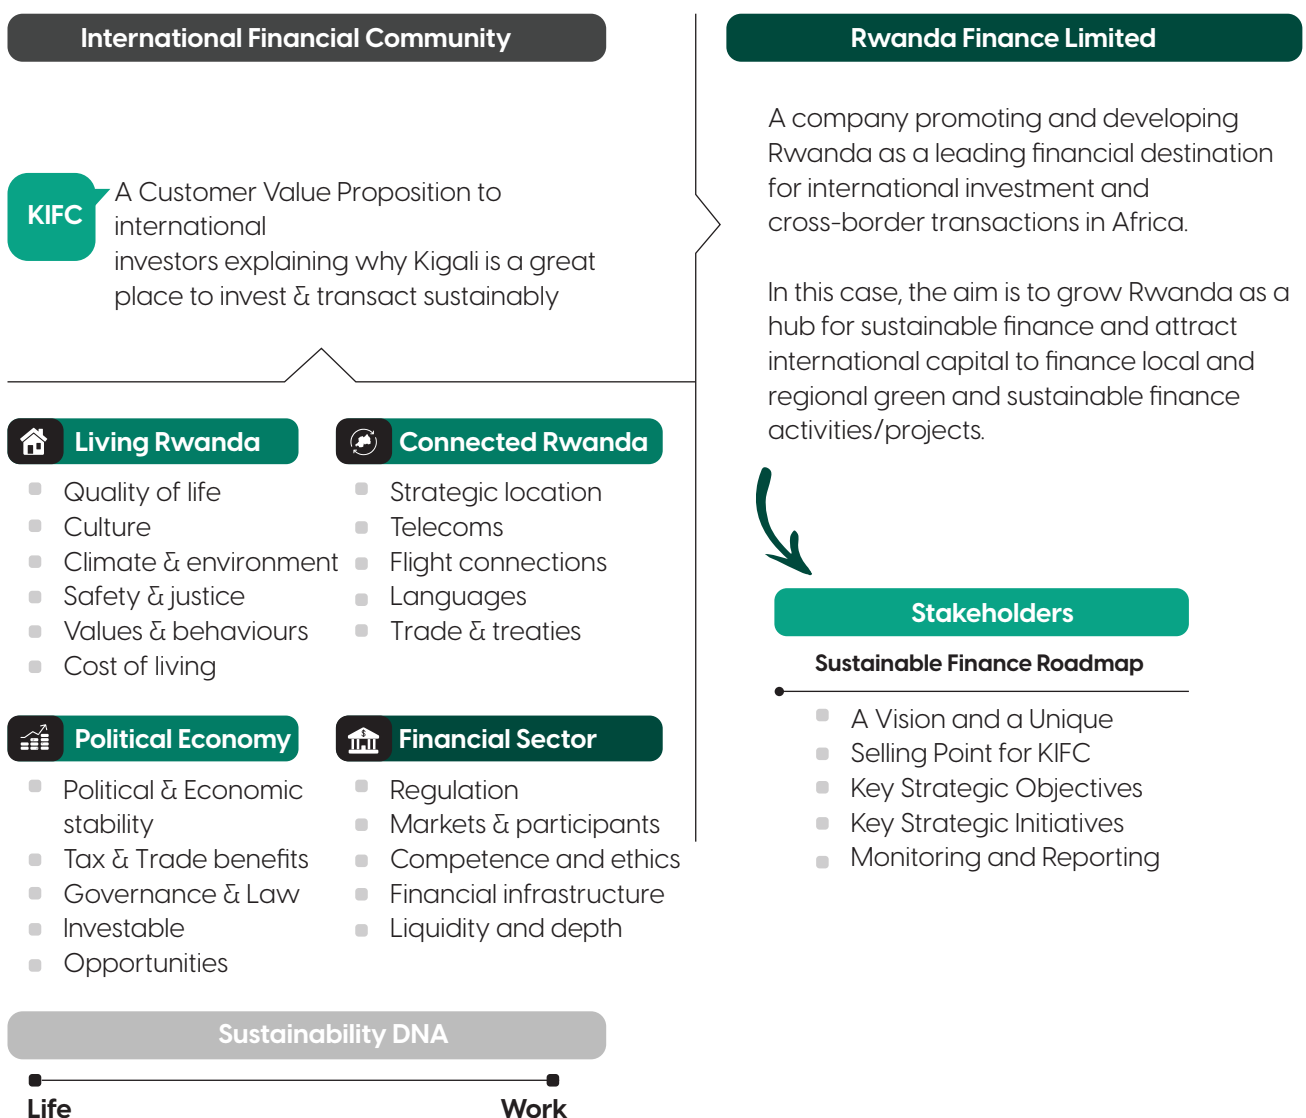 International Financial Community
KIFC
A Customer Value Proposition to
international
investors explaining why Kigali is a great
place to invest & transact sustainably
Living Rwanda
Quality of life
Culture
Climate & environment
Safety & justice
Values & behaviours
Cost of living
Connected Rwanda
Strategic location
Telecoms
Flight connections
Languages
Trade & treaties
Political Economy
Political & Economic
stability
Tax & Trade benefits
Governance & Law
Investable
Opportunities
Financial Sector
Regulation
Markets & participants
Competence and ethics
Financial infrastructure
Liquidity and depth
Sustainability DNA
Life
Work
Rwanda Finance Limited
A company promoting and developing
Rwanda as a leading financial destination
for international investment and
cross-border transactions in Africa.
In this case, the aim is to grow Rwanda as a
hub for sustainable finance and attract
international capital to finance local and
regional green and sustainable finance
activities/projects.
Stakeholders
Sustainable Finance Roadmap
A Vision and a Unique
Selling Point for KIFC
Key Strategic Objectives
Key Strategic Initiatives
Monitoring and Reporting